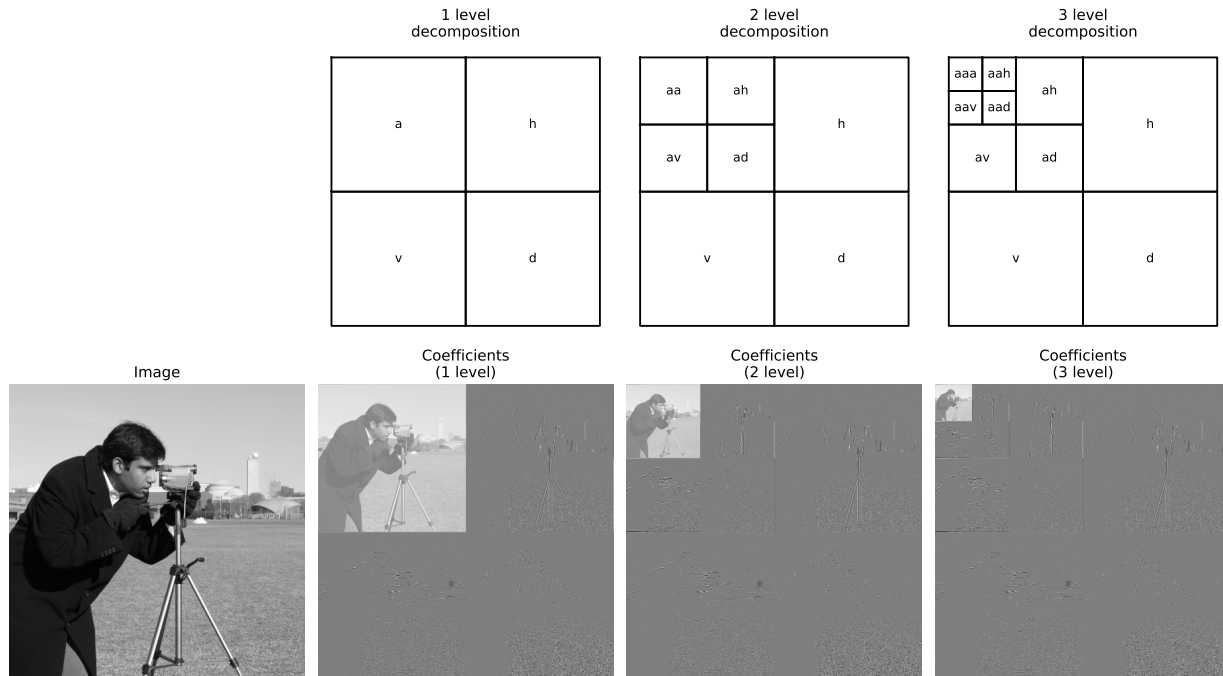 1 level
decomposition
2 level
decomposition
3 level
decomposition
a
h
v
d
aa
ah
h
av
ad
v
d
aaa
aah
ah
h
aav
aad
av
ad
v
d
Image
Coefficients
(1 level)
Coefficients
(2 level)
Coefficients
(3 level)